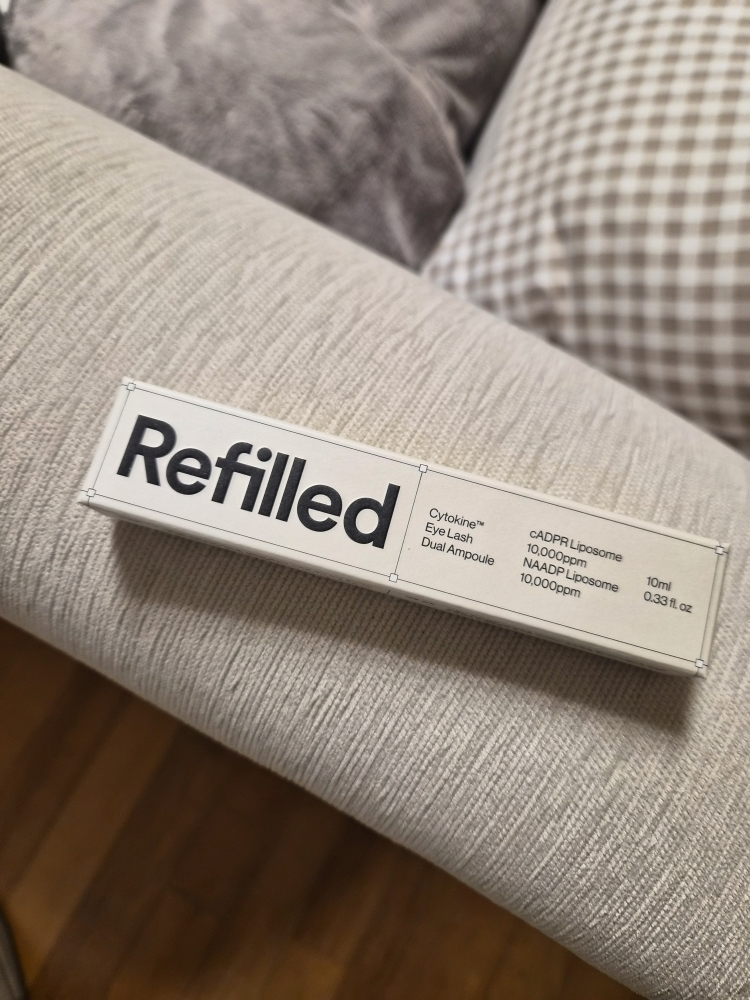 Refilled
Cytokine™
Eye Lash
Dual Ampoule
cADPR Liposome
10,000ppm
NAADP Liposome
10,000ppm
10ml
0.33 fl. oz